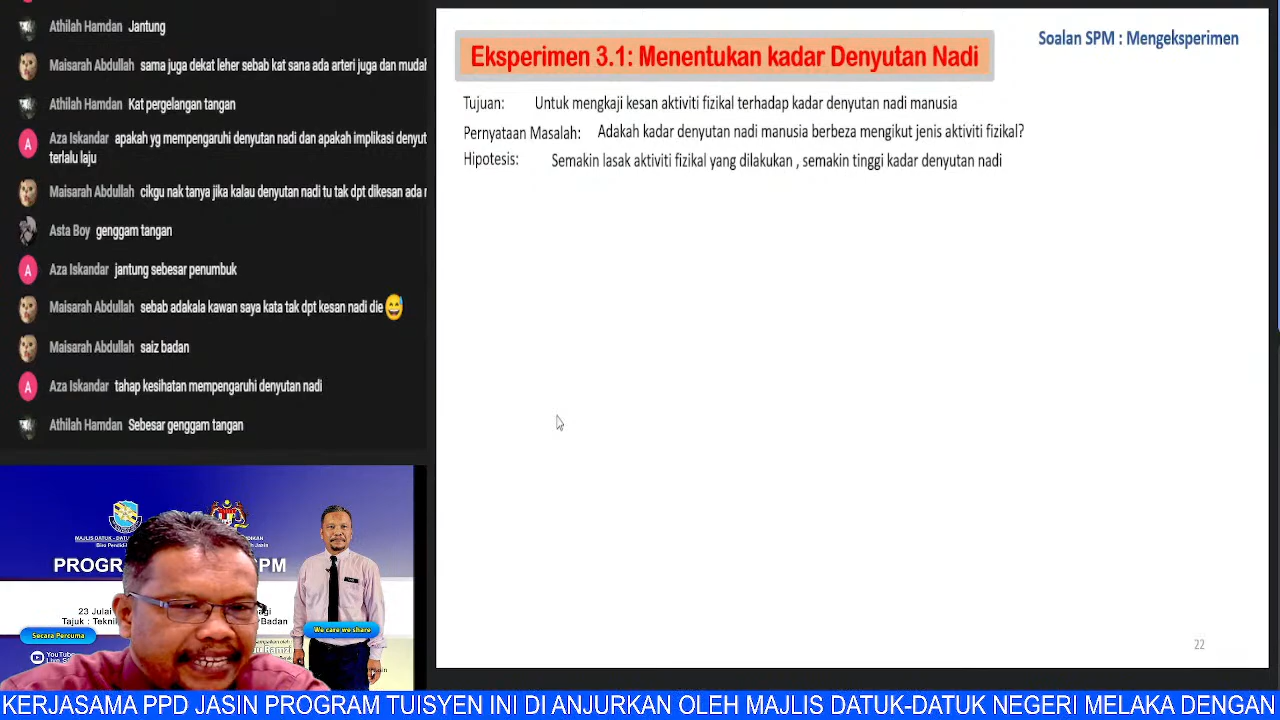 Athilah Hamdan Jantung
Maisarah Abdullah sama juga dekat leher sebab kat sana ada arteri juga dan mudah
Athilah Hamdan Kat pergelangan tangan
Aza Iskandar apakah yg mempengaruhi denyutan nadi dan apakah implikasi denyut
terlalu laju
Maisarah Abdullah cikgu nak tanya jika kalau denyutan nadi tu tak dpt dikesan ada
Asta Boy genggam tangan
Aza Iskandar jantung sebesar penumbuk
Maisarah Abdullah sebab adakala kawan saya kata tak dpt kesan nadi die 😅
Maisarah Abdullah saiz badan
Aza Iskandar tahap kesihatan mempengaruhi denyutan nadi
Athilah Hamdan Sebesar genggam tangan
Soalan SPM : Mengeksperimen
Eksperimen 3.1: Menentukan kadar Denyutan Nadi
Tujuan: Untuk mengkaji kesan aktiviti fizikal terhadap kadar denyutan nadi manusia
Pernyataan Masalah: Adakah kadar denyutan nadi manusia berbeza mengikut jenis aktiviti fizikal?
Hipotesis: Semakin lasak aktiviti fizikal yang dilakukan , semakin tinggi kadar denyutan nadi
22
MAJLIS DATUK - DATU
PROGR SPM
23 Julai
Tajuk : Tekni Badan
Secara Percuma
We care we share
YouTube
KERJASAMA PPD JASIN PROGRAM TUISYEN INI DI ANJURKAN OLEH MAJLIS DATUK-DATUK NEGERI MELAKA DENGAN